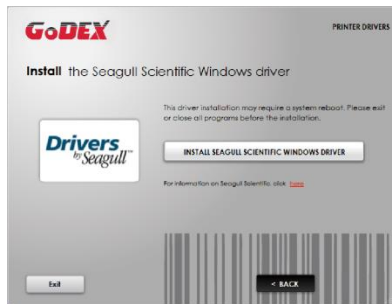 GoDEX
PRINTER DRIVERS
Install the Seagull Scientific Windows driver
This driver installation may require a system reboot. Please exit
or close all programs before the installation.
Drivers
by Seagull™
INSTALL SEAGULL SCIENTIFIC WINDOWS DRIVER
For information on Seagull Scientific, click here
Exit
< BACK